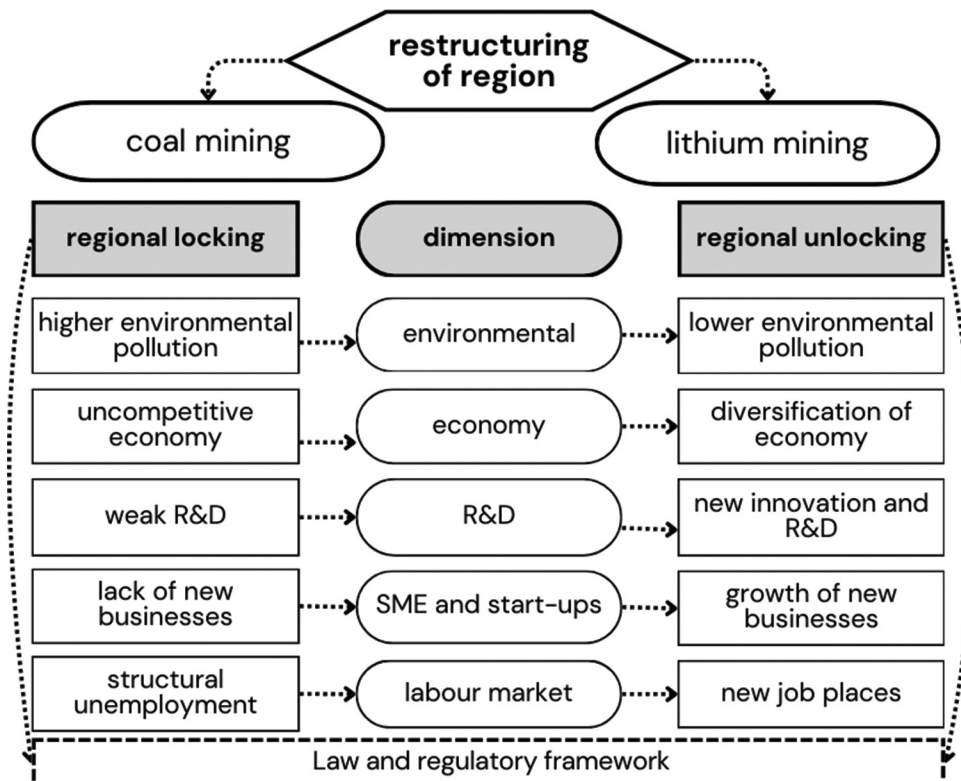 restructuring
of region
coal mining
lithium mining
regional locking
dimension
regional unlocking
higher environmental
pollution
environmental
lower environmental
pollution
uncompetitive
economy
economy
diversification of
economy
weak R&D
R&D
new innovation and
R&D
lack of new
businesses
SME and start-ups
growth of new
businesses
structural
unemployment
labour market
new job places
Law and regulatory framework